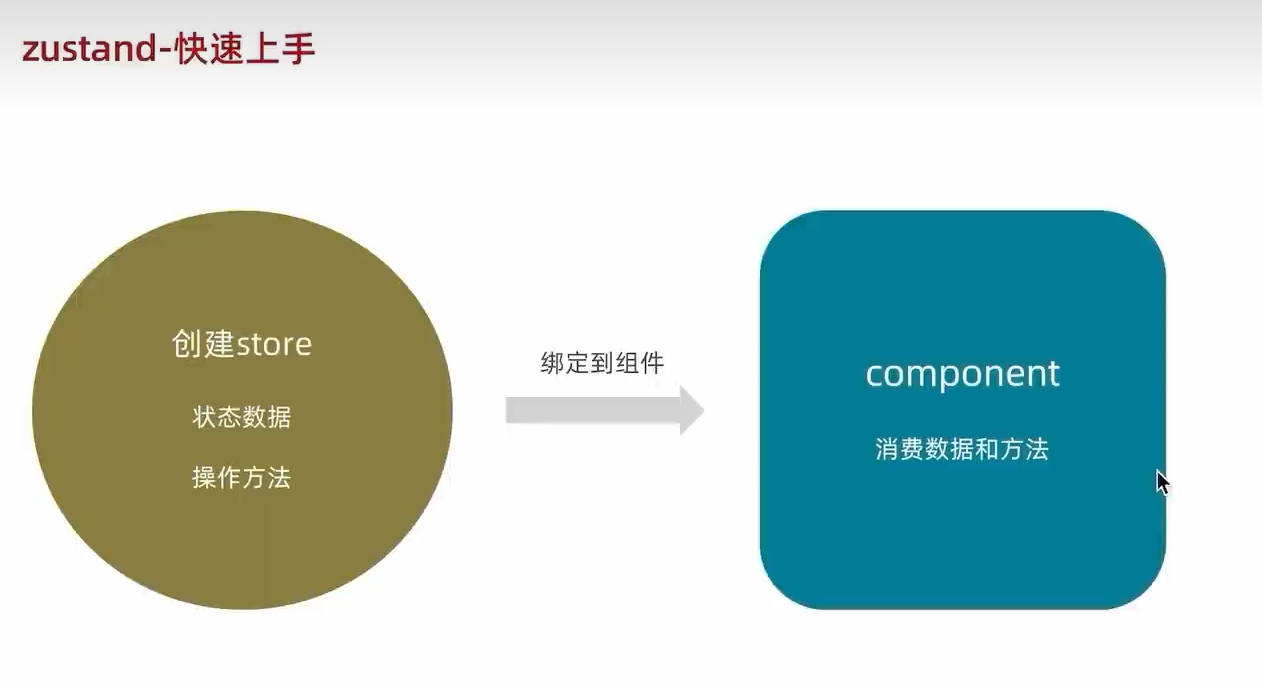 zustand-快速上手
创建store
状态数据
操作方法
绑定到组件
component
消费数据和方法